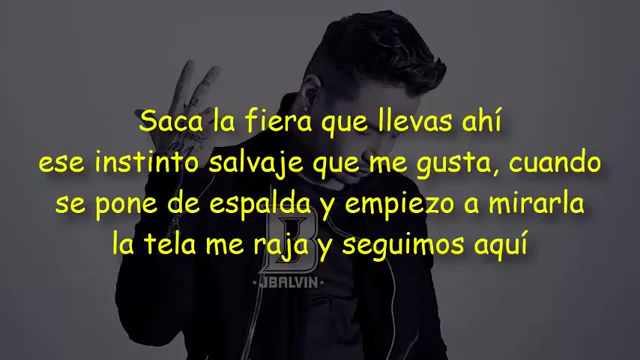 Saca la fiera que llevas ahí
ese instinto salvaje que me gusta, cuando
se pone de espalda y empiezo a mirarla
la tela me raja y seguimos aquí
B
·JBALVIN·